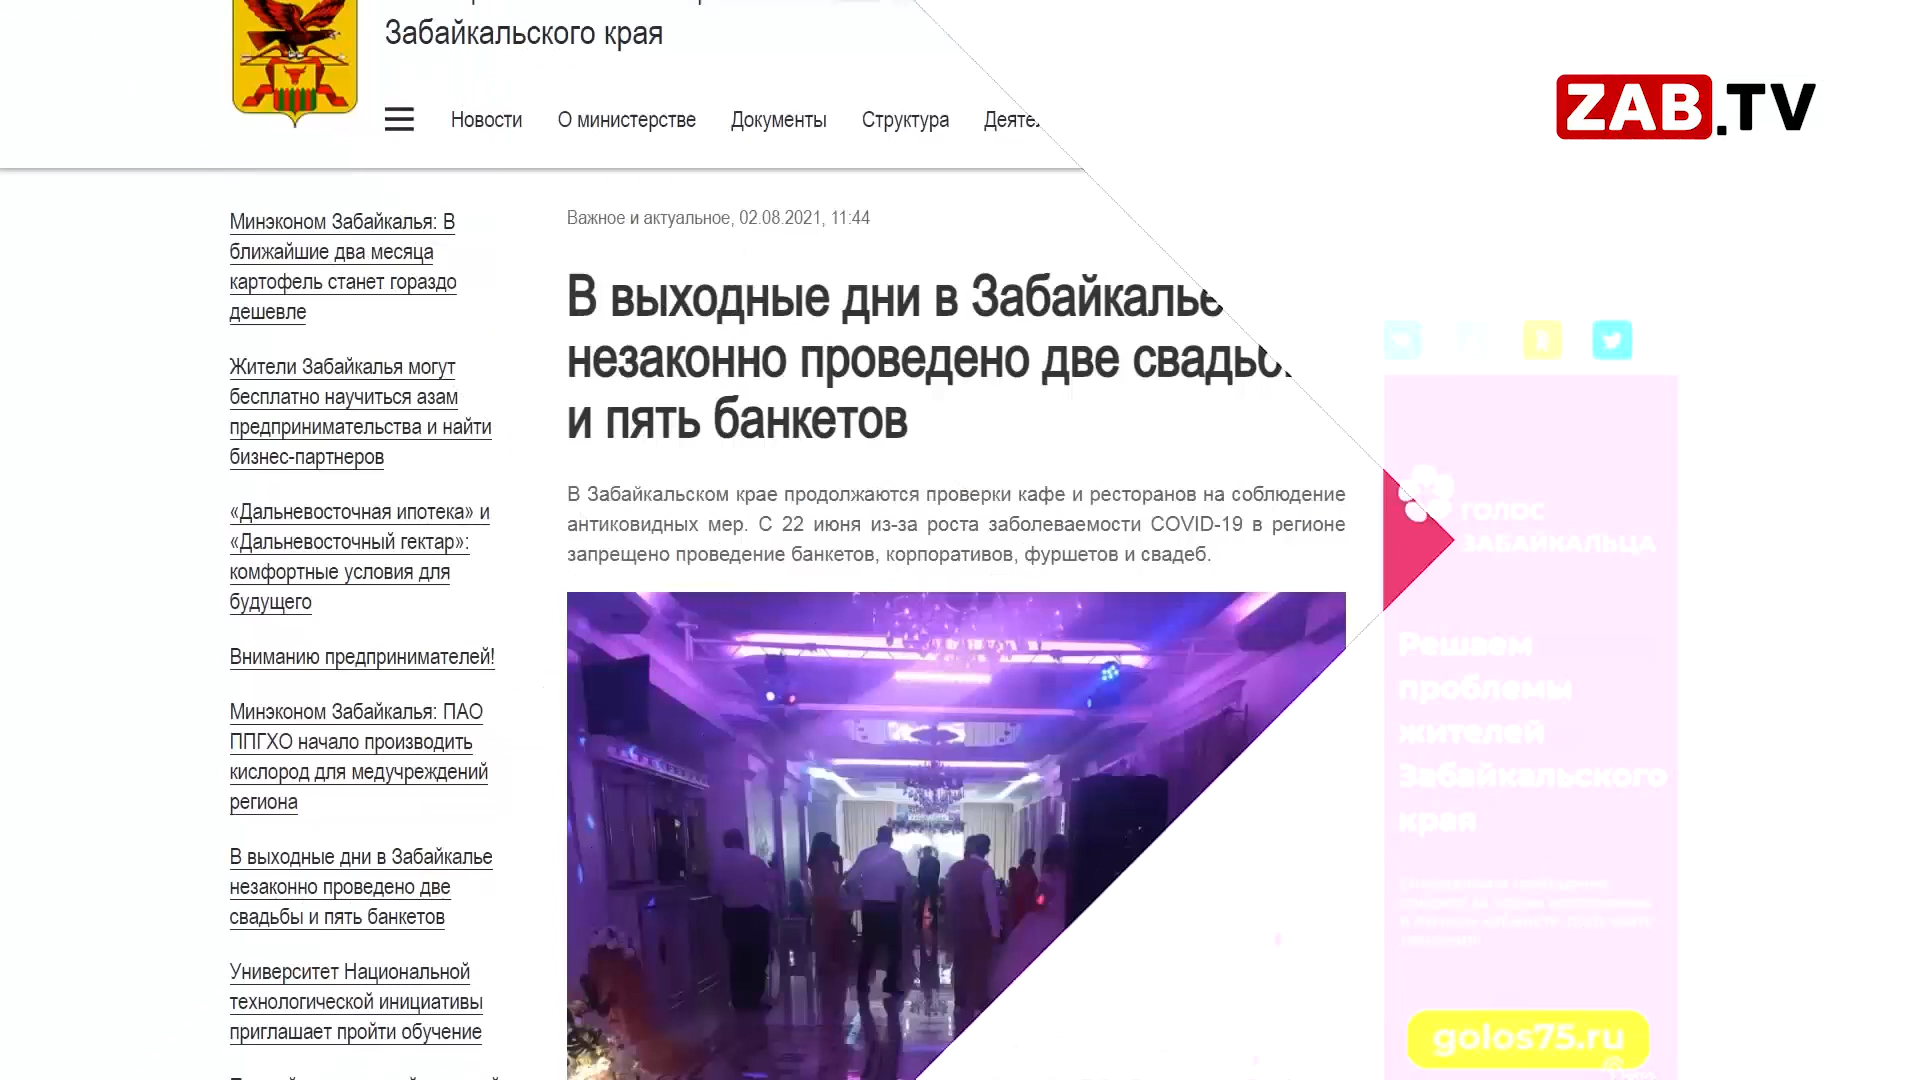 Забайкальского края
ZAB.TV
Новости О министерстве Документы Структура
Минэконом Забайкалья: В
ближайшие два месяца
картофель станет гораздо
дешевле
Жители Забайкалья могут
бесплатно научиться азам
предпринимательства и найти
бизнес-партнеров
«Дальневосточная ипотека» и
«Дальневосточный гектар»:
комфортные условия для
будущего
Вниманию предпринимателей!
Минэконом Забайкалья: ПАО
ППГХО начало производить
кислород для медучреждений
региона
В выходные дни в Забайкалье
незаконно проведено две
свадьбы и пять банкетов
Университет Национальной
технологической инициативы
приглашает пройти обучение
Важное и актуальное, 02.08.2021, 11:44
В выходные дни в Забайкалье
незаконно проведено две свадьбы
и пять банкетов
В Забайкальском крае продолжаются проверки кафе и ресторанов на соблюдение
антиковидных мер. С 22 июня из-за роста заболеваемости COVID-19 в регионе
запрещено проведение банкетов, корпоративов, фуршетов и свадеб.
ГОЛОС
ЗАБАЙКАЛЬЦА
Решаем
проблемы
жителей
Забайкальского
края
golos75.ru